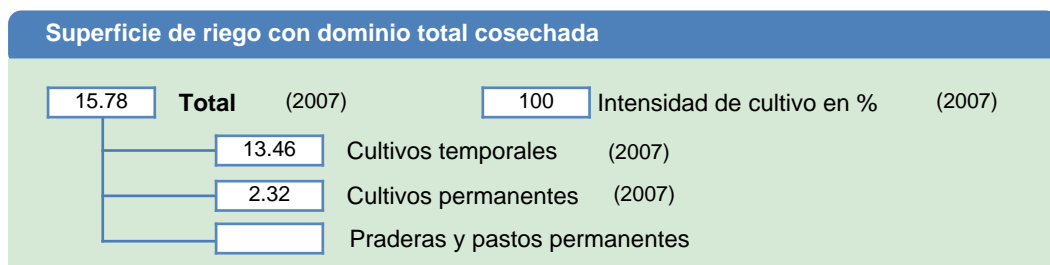 Superficie de riego con dominio total cosechada
15.78 Total (2007) 100 Intensidad de cultivo en % (2007)
13.46 Cultivos temporales (2007)
2.32 Cultivos permanentes (2007)
Praderas y pastos permanentes